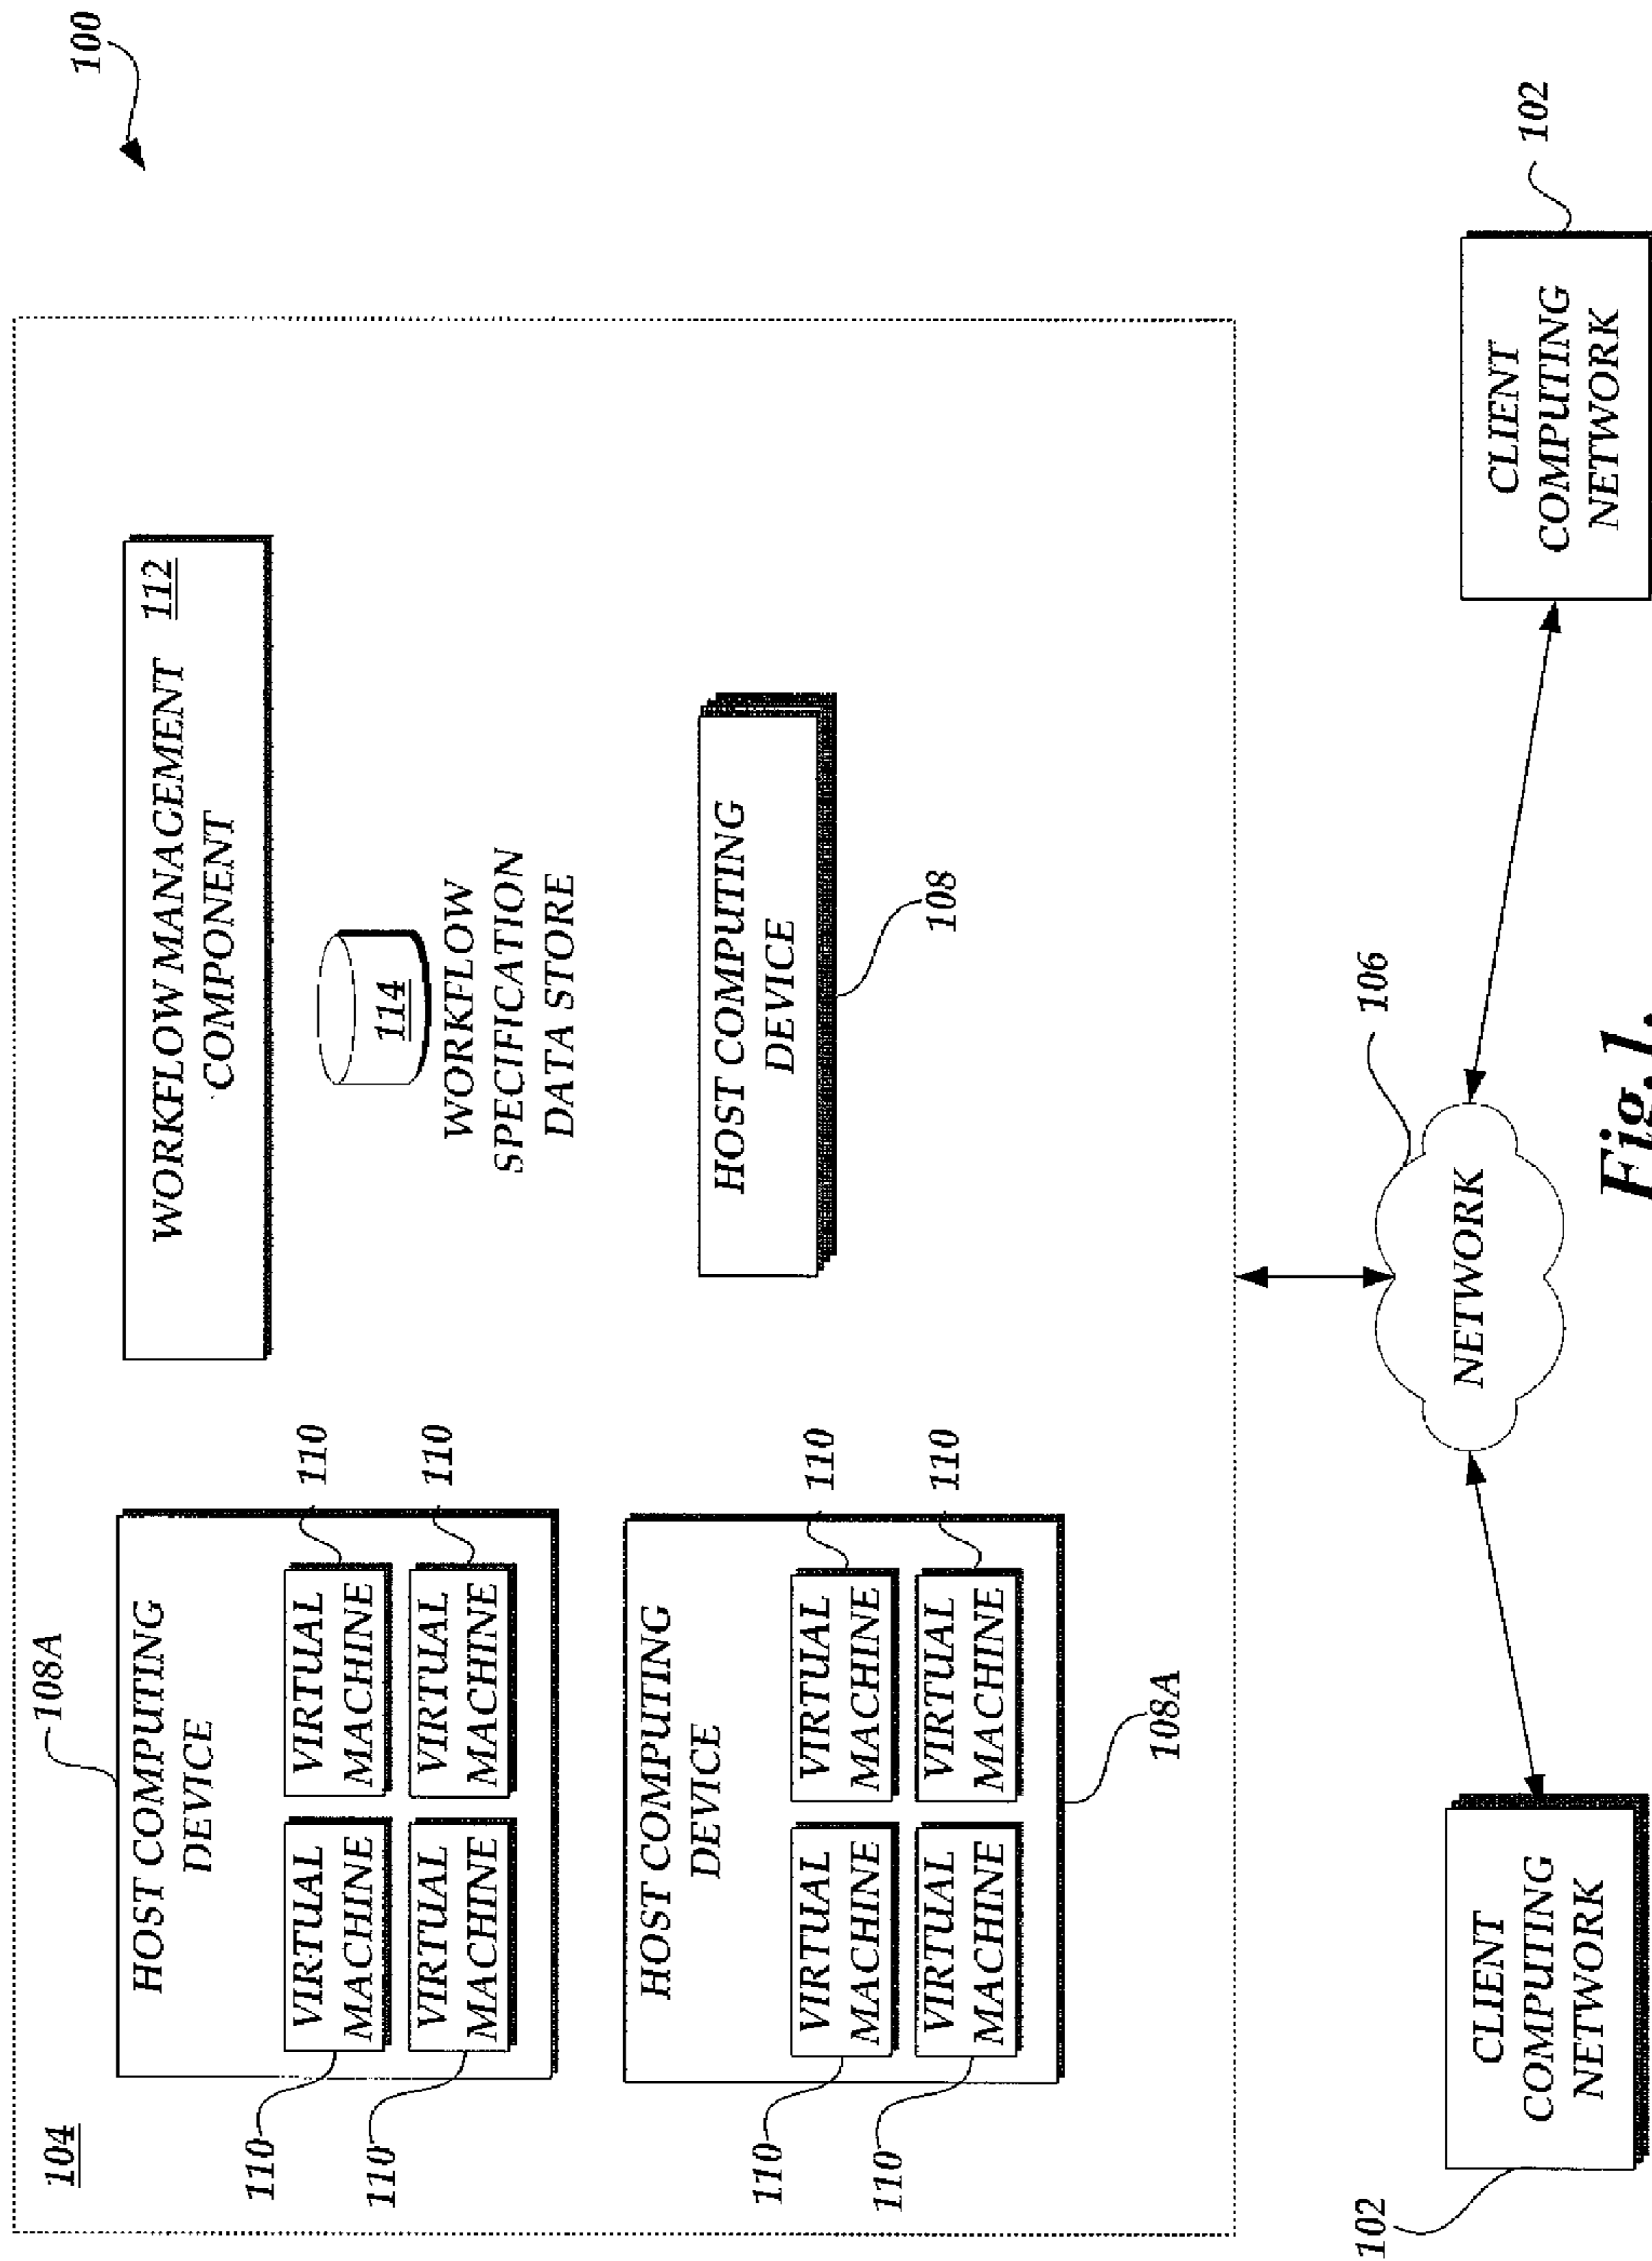 100
104
108A
HOST COMPUTING
DEVICE
110
VIRTUAL
MACHINE
VIRTUAL
MACHINE
110
110
VIRTUAL
MACHINE
VIRTUAL
MACHINE
110
WORKFLOW MANAGEMENT 112
COMPONENT
114
WORKFLOW
SPECIFICATION
DATA STORE
HOST COMPUTING
DEVICE
110
VIRTUAL
MACHINE
VIRTUAL
MACHINE
110
110
VIRTUAL
MACHINE
VIRTUAL
MACHINE
110
108A
HOST COMPUTING
DEVICE
108
106
NETWORK
102
CLIENT
COMPUTING
NETWORK
CLIENT
COMPUTING
NETWORK
102
Fig.1.